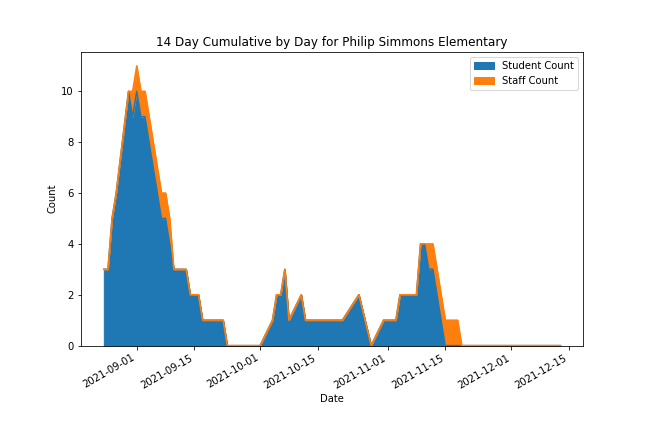 14 Day Cumulative by Day for Philip Simmons Elementary
Student Count
Staff Count
Count
10
8
6
4
2
0
2021-09-01
2021-09-15
2021-10-01
2021-10-15
2021-11-01
2021-11-15
2021-12-01
2021-12-15
Date